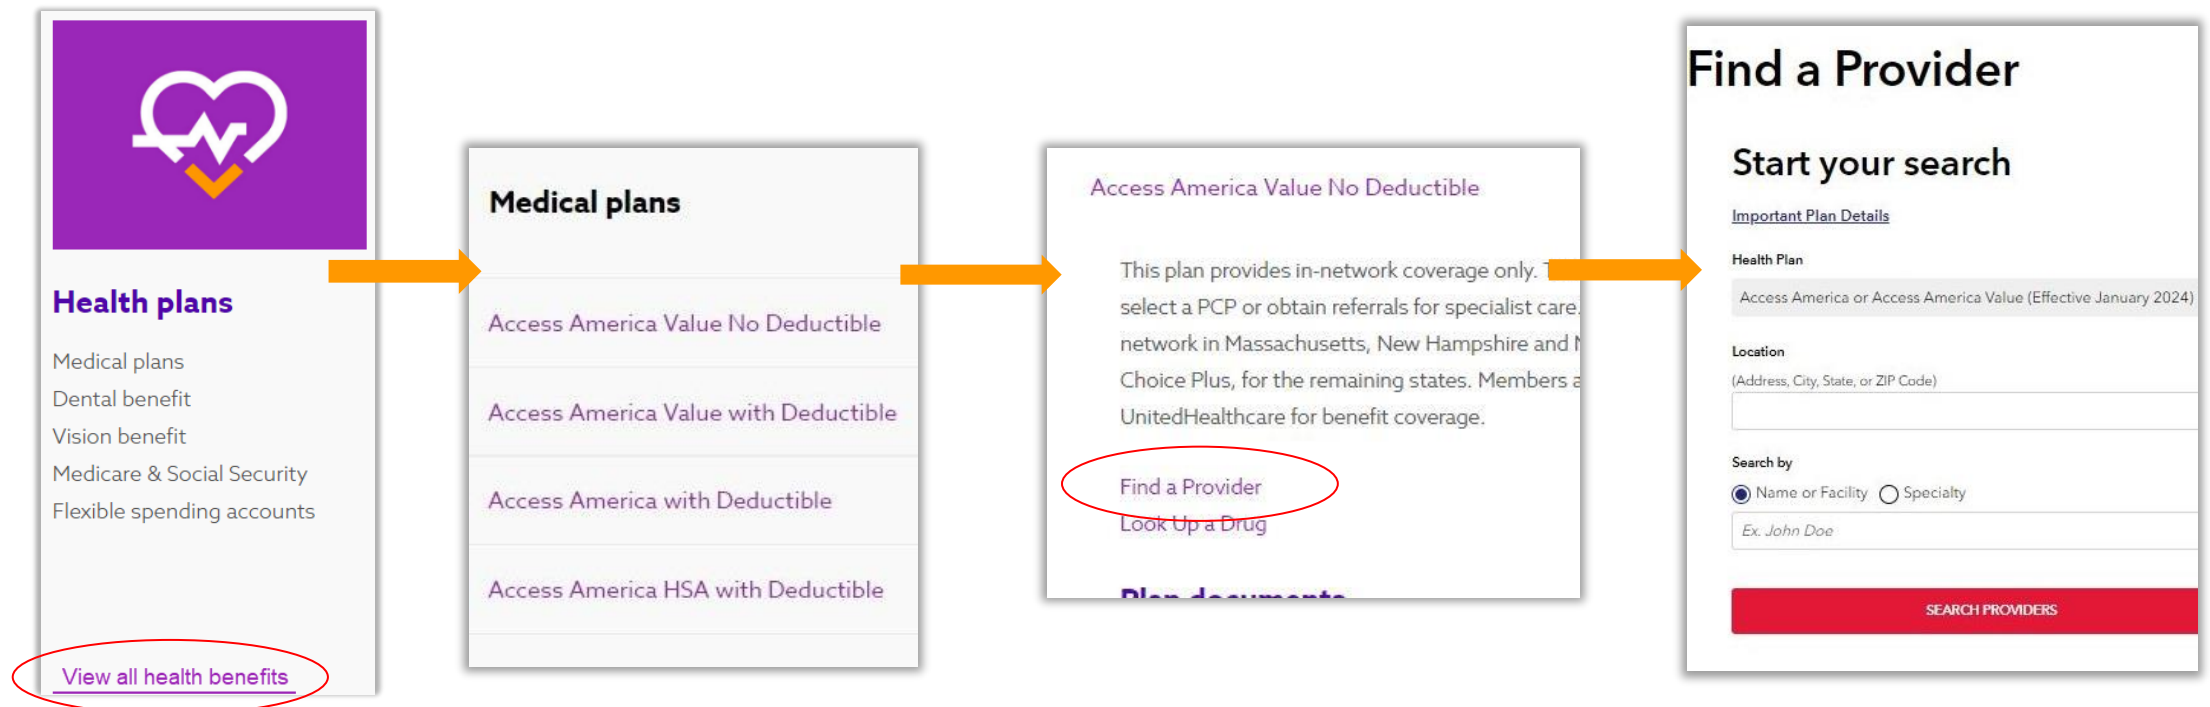 Health plans
Medical plans
Dental benefit
Vision benefit
Medicare & Social Security
Flexible spending accounts
View all health benefits
Medical plans
Access America Value No Deductible
Access America Value with Deductible
Access America with Deductible
Access America HSA with Deductible
Access America Value No Deductible
This plan provides in-network coverage only.
select a PCP or obtain referrals for specialist care.
network in Massachusetts, New Hampshire and
Choice Plus, for the remaining states. Members
UnitedHealthcare for benefit coverage.
Find a Provider
Look Up a Drug
Plan documents
Find a Provider
Start your search
Important Plan Details
Health Plan
Access America or Access America Value (Effective January 2024)
Location
(Address, City, State, or ZIP Code)
Search by
Name or Facility Specialty
Ex. John Doe
SEARCH PROVIDERS